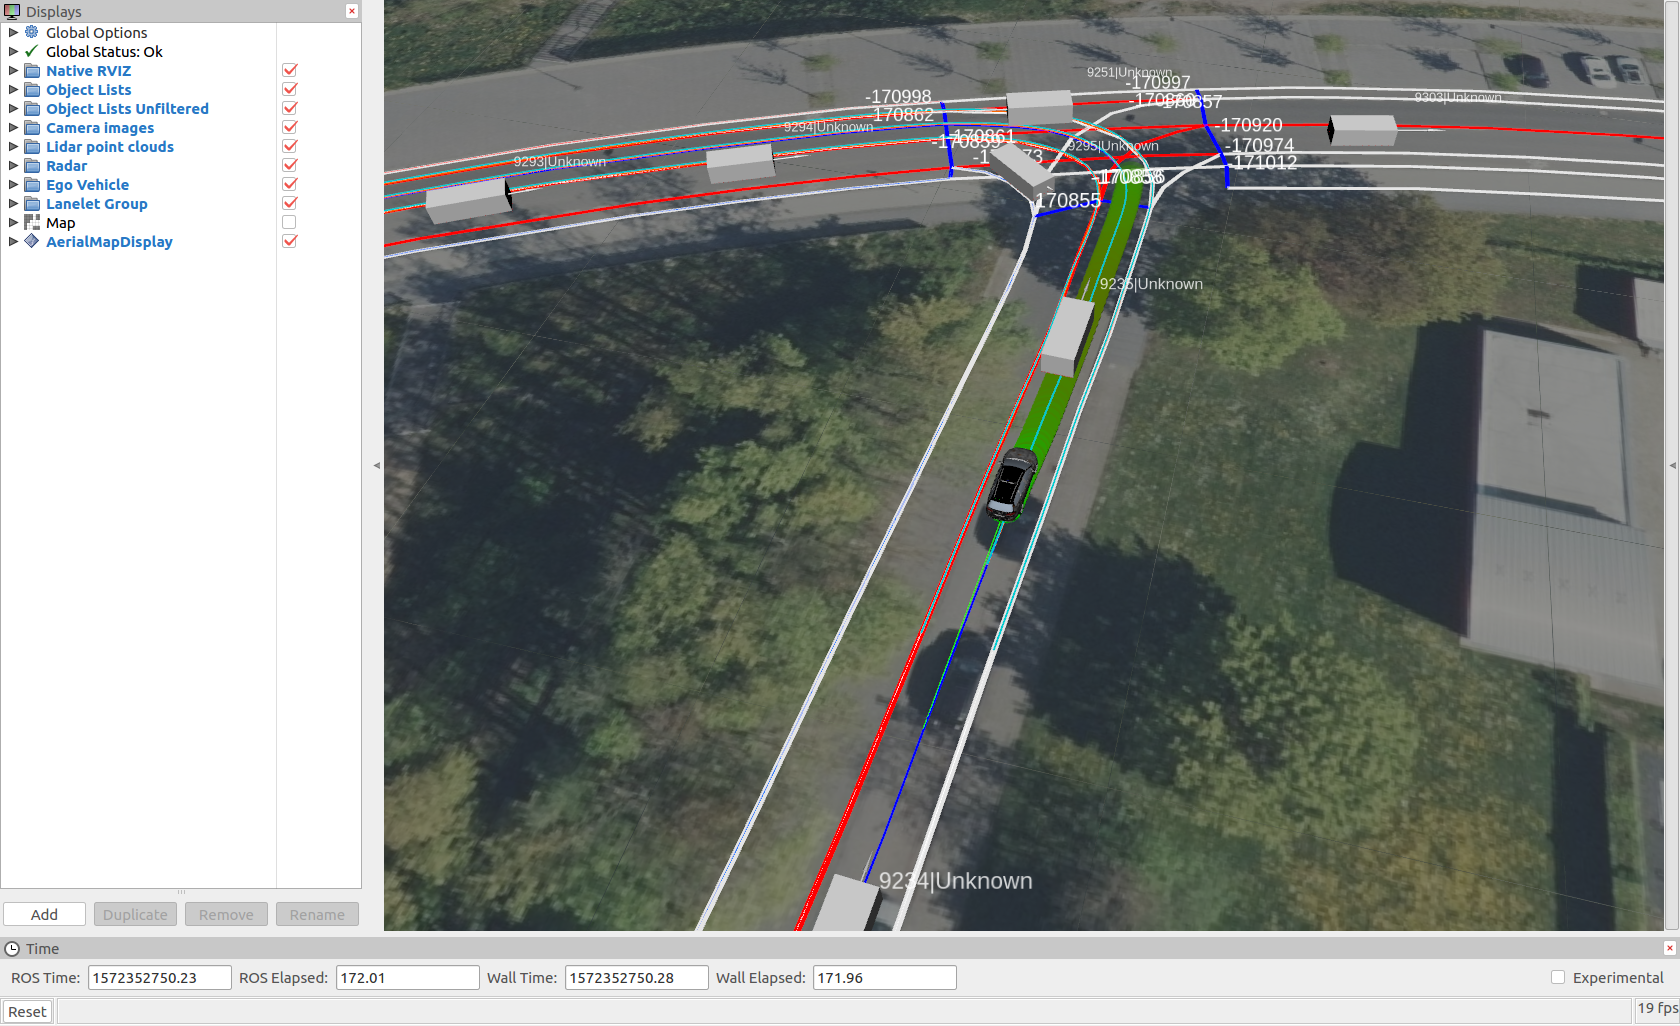 Displays
Global Options
Global Status: Ok
Native RVIZ
Object Lists
Object Lists Unfiltered
Camera images
Lidar point clouds
Radar
Ego Vehicle
Lanelet Group
Map
AerialMapDisplay
Add Duplicate Remove Rename
9251|Unknown
-170997
-170998
170862
9303|Unknown
9294|Unknown
-170920
170861
9295|Unknown
-170974
9293|Unknown
-171012
170855
9235|Unknown
9234|Unknown
Time
ROS Time: 1572352750.23 ROS Elapsed: 172.01 Wall Time: 1572352750.28 Wall Elapsed: 171.96 Experimental
Reset 19 fps